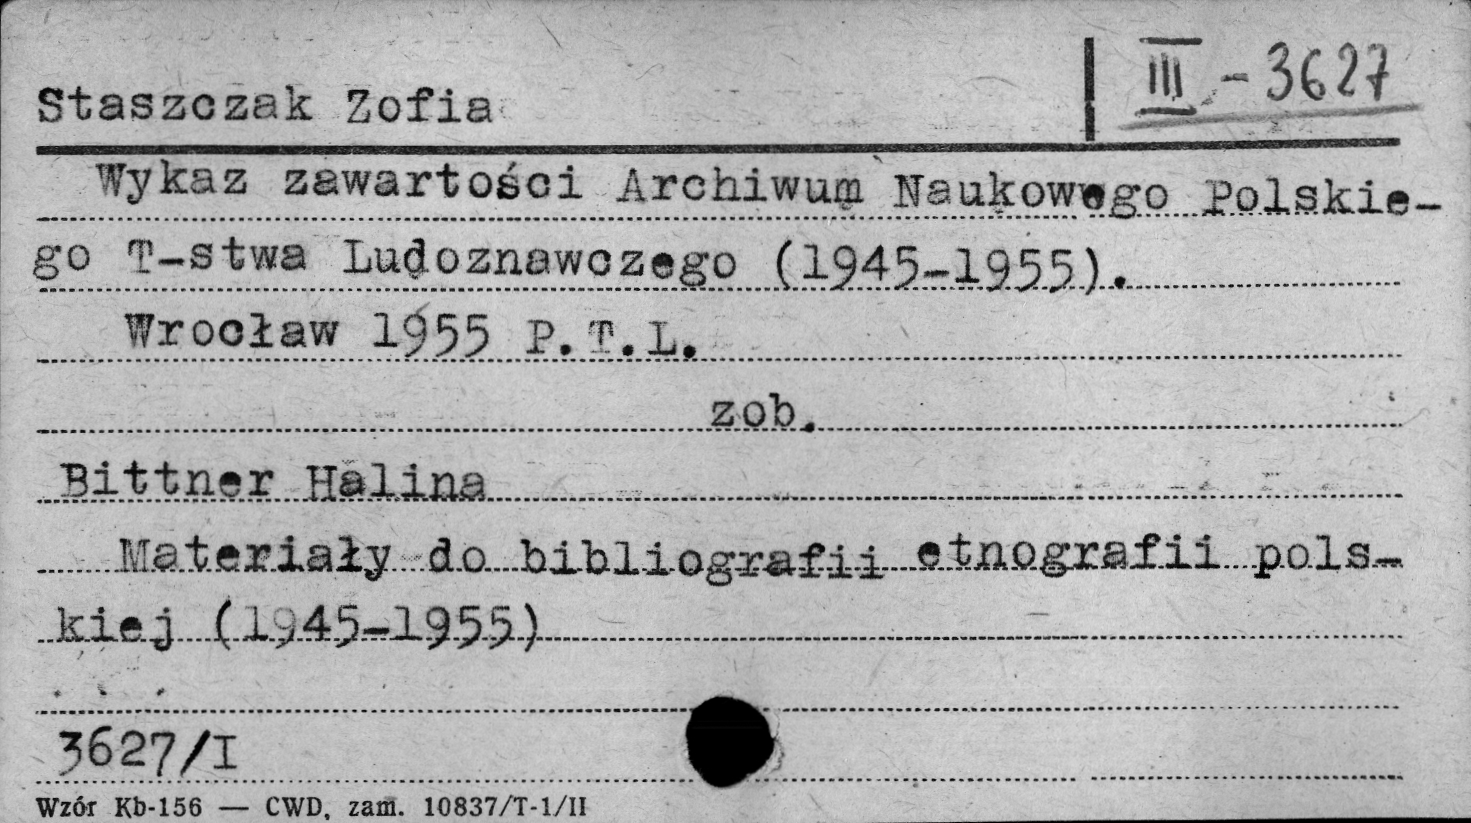 III - 3627
Staszczak Zofia
Wykaz zawartości Archiwum Naukowego Polskie-
go T-stwa Ludoznawczego (1945-1955).
Wrocław 1955 P.T.L.
zob.
Bittner Halina
Materiały do bibliografii etnografii pols-
kiej (1945-1955)
3627/I
Wzór Kb-156 — CWD, zam. 10837/T-1/II